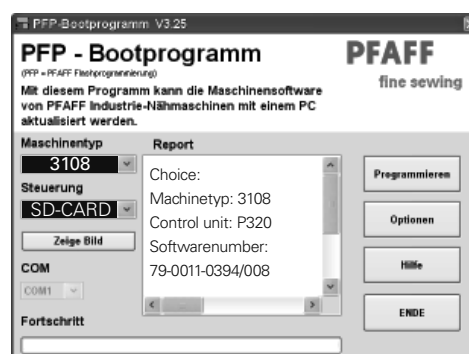 PFP-Bootprogramm V3.25
PFP - Bootprogramm
(PFP = PFAFF Flashprogrammierung)
Mit diesem Programm kann die Maschinensoftware
von PFAFF Industrie-Nähmaschinen mit einem PC
aktualisiert werden.
PFAFF
fine sewing
Maschinentyp
3108
Steuerung
SD-CARD
Zeige Bild
COM
COM1
Fortschritt
Report
Choice:
Machinetyp: 3108
Control unit: P320
Softwarenumber:
79-0011-0394/008
Programmieren
Optionen
Hilfe
ENDE